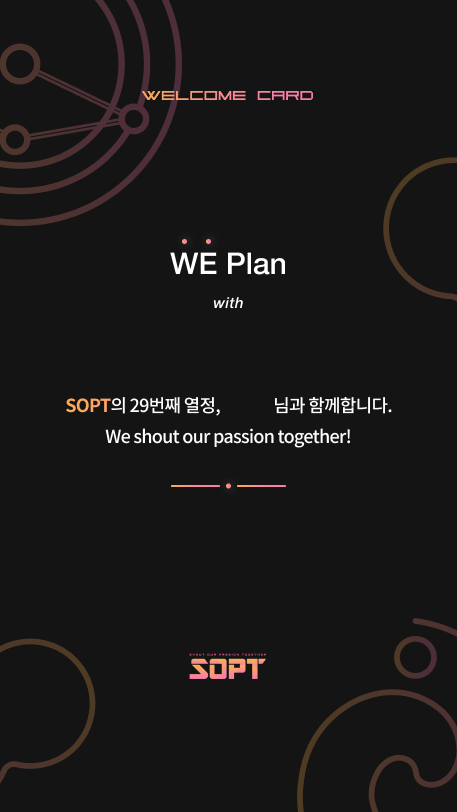 WELCOME CARD
WE Plan
with
SOPT의 29번째 열정, 님과 함께합니다.
We shout our passion together!
SHOUT OUR PASSION TOGETHER
SOPT